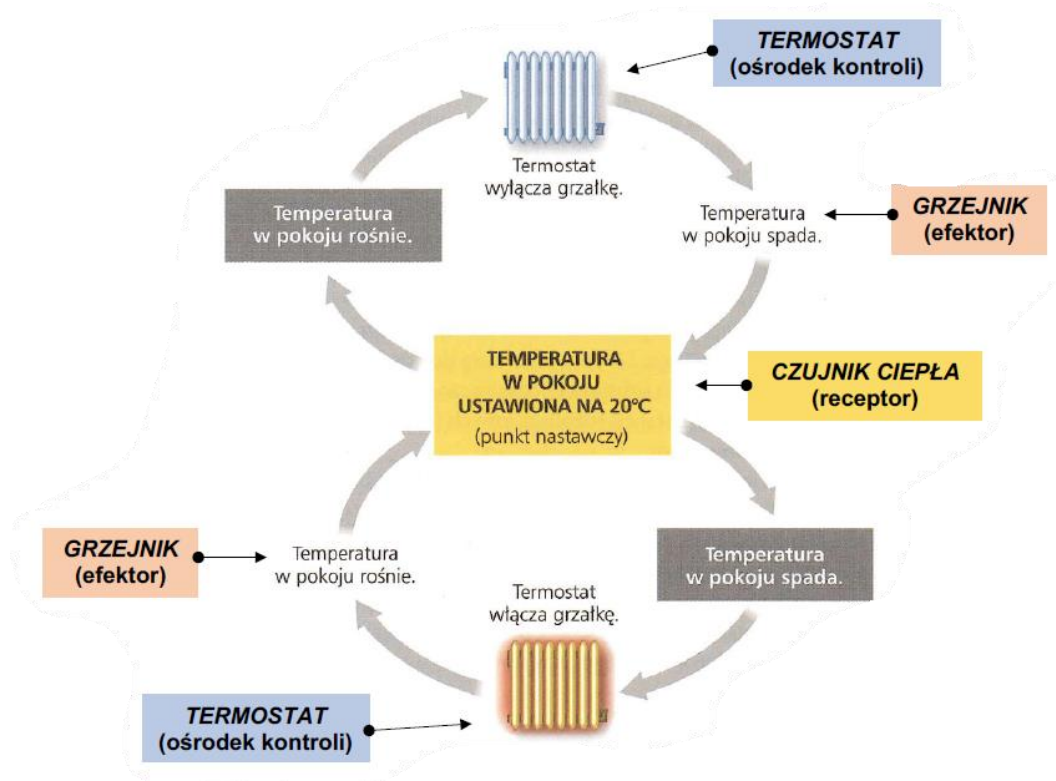 TERMOSTAT
(ośrodek kontroli)
Termostat
wyłącza grzałkę.
Temperatura
w pokoju rośnie.
Temperatura
w pokoju spada.
GRZEJNIK
(efektor)
TEMPERATURA
W POKOJU
USTAWIONA NA 20°C
(punkt nastawczy)
CZUJNIK CIEPŁA
(receptor)
GRZEJNIK
(efektor)
Temperatura
w pokoju rośnie.
Temperatura
w pokoju spada.
Termostat
włącza grzałkę.
TERMOSTAT
(ośrodek kontroli)